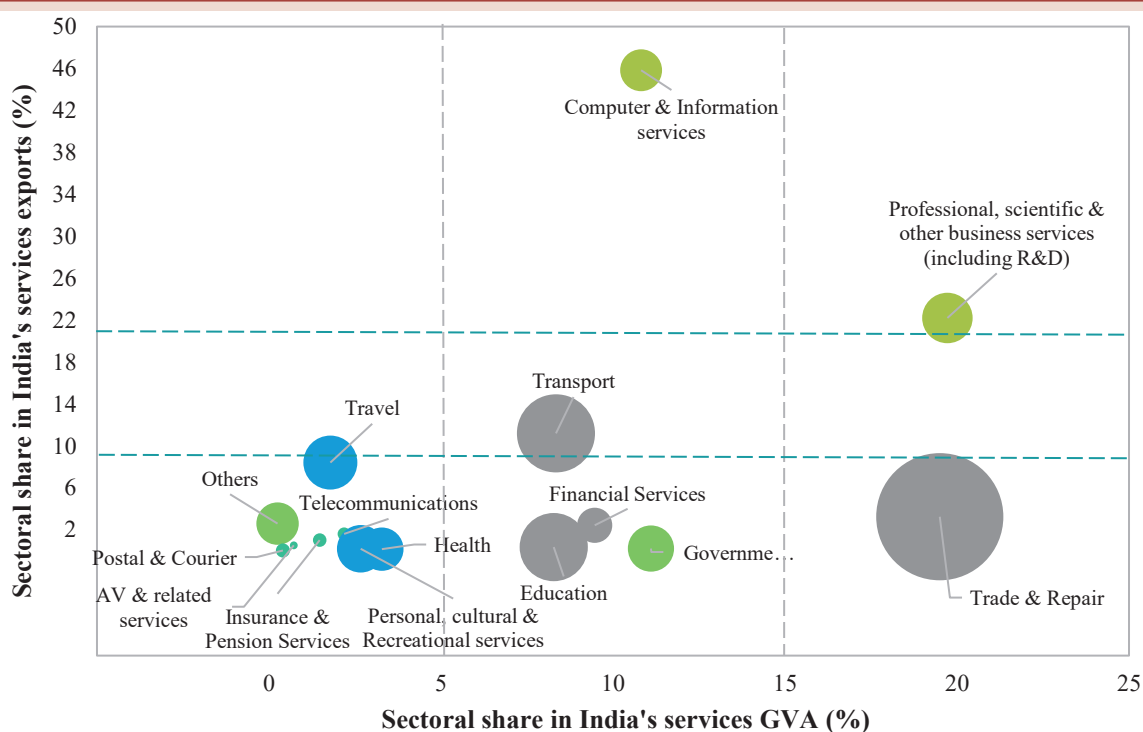 Sectoral share in India's services exports (%)
50
46
42
38
34
30
26
22
18
14
10
6
2
Computer & Information
services
Professional, scientific &
other business services
(including R&D)
Transport
Travel
Others
Telecommunications
Financial Services
Health
Governme…
Postal & Courier
AV & related
services
Insurance &
Pension Services
Personal, cultural &
Recreational services
Education
Trade & Repair
0 5 10 15 20 25
Sectoral share in India's services GVA (%)